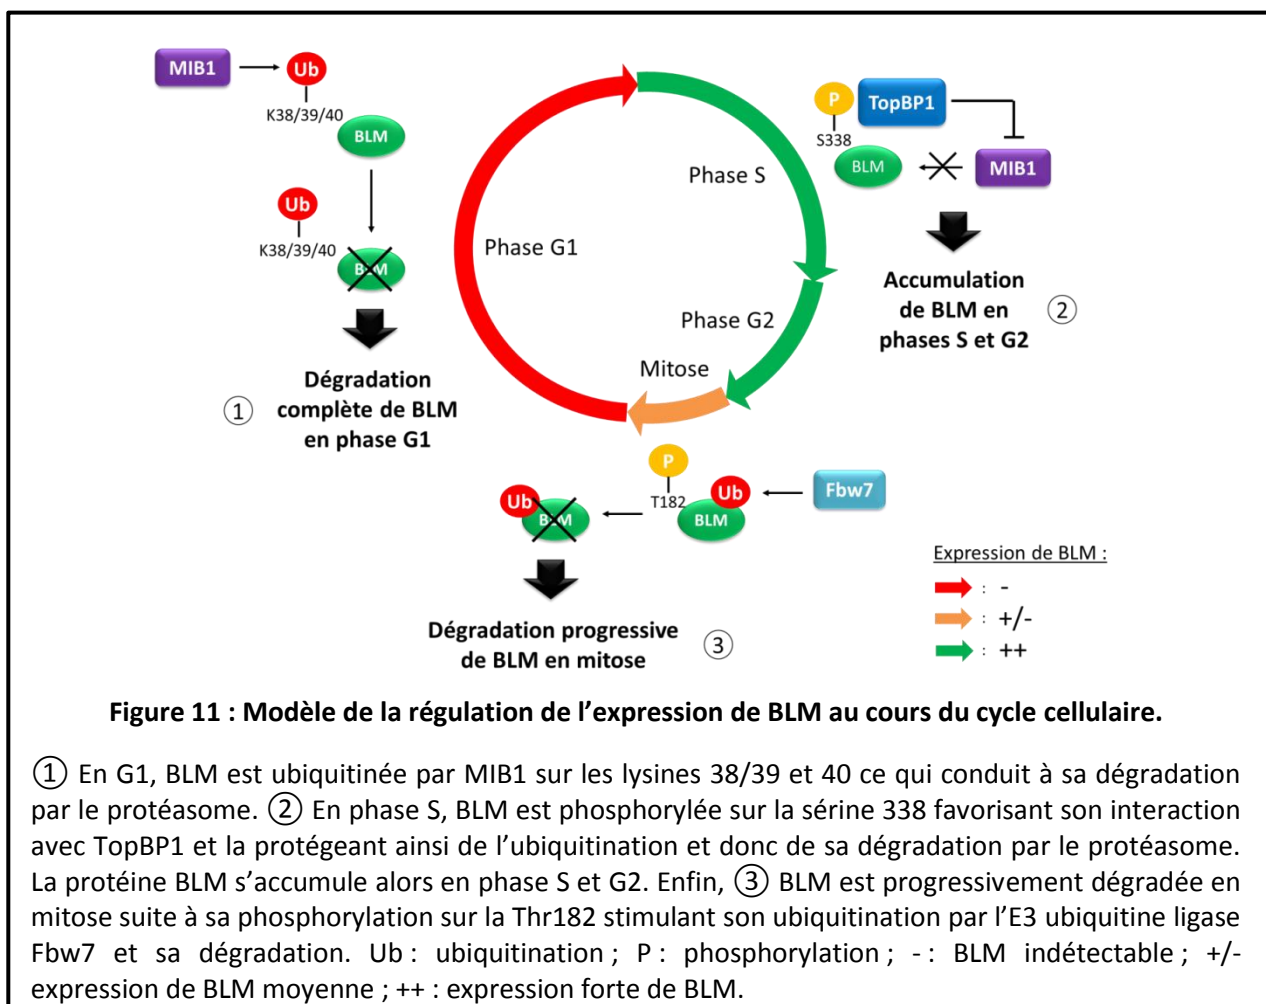 MIB1
Ub
K38/39/40
BLM
Ub
K38/39/40
BLM
Dégradation
complète de BLM
en phase G1
①
Phase G1
Phase S
Phase G2
Mitose
P
TopBP1
S338
BLM
MIB1
Accumulation
de BLM en
phases S et G2
②
P
T182
Ub
BLM
Fbw7
Ub
BLM
Dégradation progressive
de BLM en mitose
③
Expression de BLM :
: -
: +/-
: ++
Figure 11 : Modèle de la régulation de l’expression de BLM au cours du cycle cellulaire.
① En G1, BLM est ubiquitinée par MIB1 sur les lysines 38/39 et 40 ce qui conduit à sa dégradation
par le protéasome. ② En phase S, BLM est phosphorylée sur la sérine 338 favorisant son interaction
avec TopBP1 et la protégeant ainsi de l’ubiquitination et donc de sa dégradation par le protéasome.
La protéine BLM s’accumule alors en phase S et G2. Enfin, ③ BLM est progressivement dégradée en
mitose suite à sa phosphorylation sur la Thr182 stimulant son ubiquitination par l’E3 ubiquitine ligase
Fbw7 et sa dégradation. Ub : ubiquitination ; P : phosphorylation ; - : BLM indétectable ; +/-
expression de BLM moyenne ; ++ : expression forte de BLM.